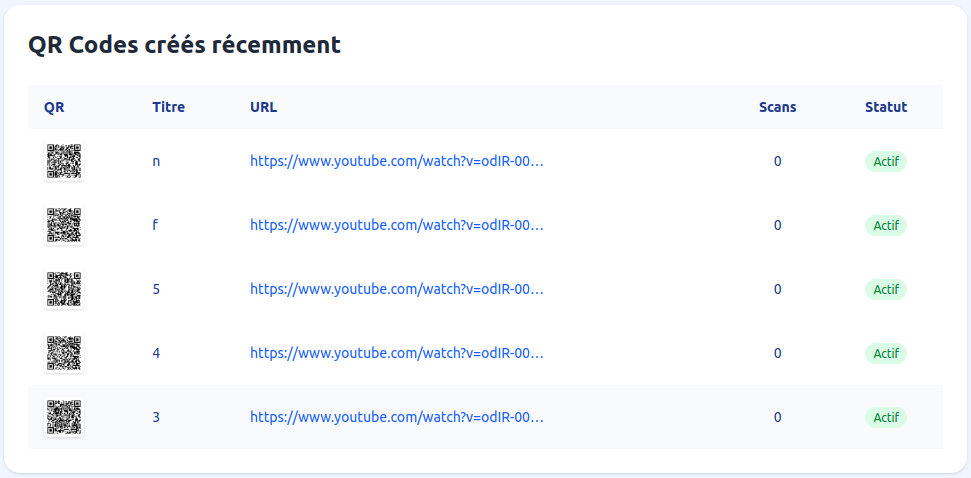 QR Codes créés récemment
QR Titre URL Scans Statut
n https://www.youtube.com/watch?v=odIR-00… 0 Actif
f https://www.youtube.com/watch?v=odIR-00… 0 Actif
5 https://www.youtube.com/watch?v=odIR-00… 0 Actif
4 https://www.youtube.com/watch?v=odIR-00… 0 Actif
3 https://www.youtube.com/watch?v=odIR-00… 0 Actif